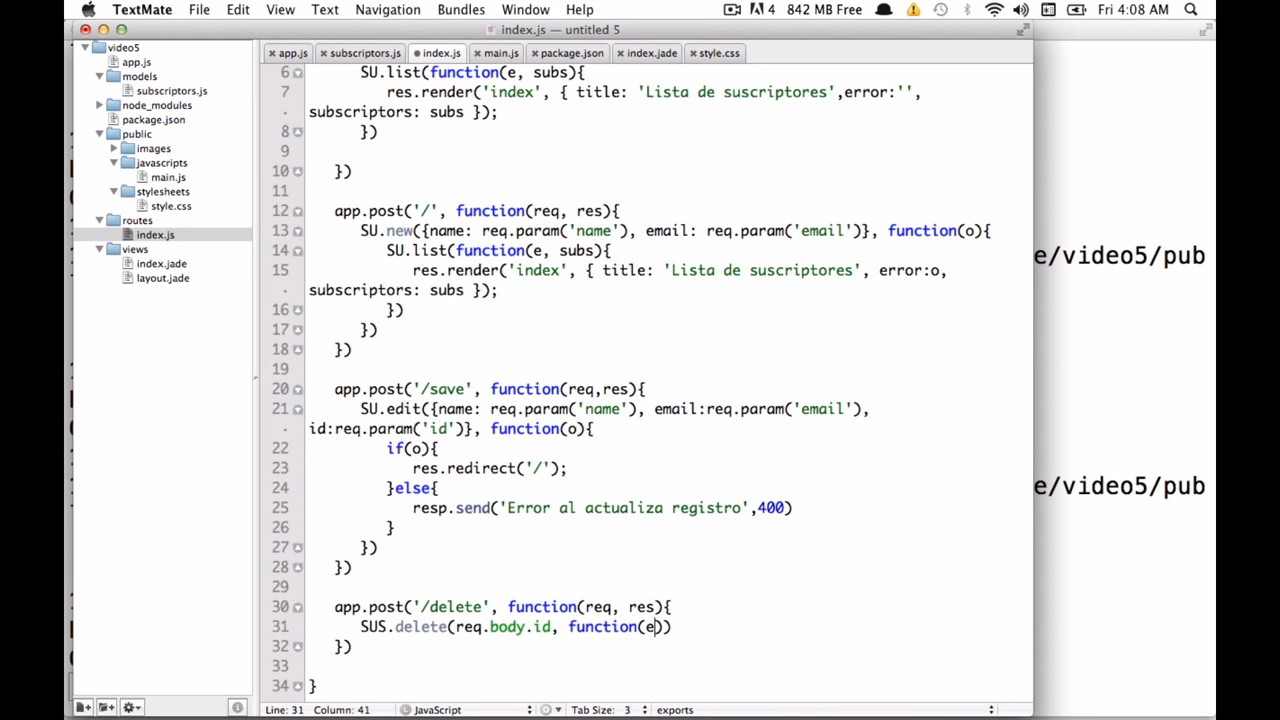 TextMate File Edit View Text Navigation Bundles Window Help 4 842 MB Free Fri 4:08 AM
index.js — untitled 5
video5
app.js
models
subscriptors.js
node_modules
package.json
public
images
javascripts
main.js
stylesheets
style.css
routes
index.js
views
index.jade
layout.jade
app.js subscriptors.js index.js main.js package.json index.jade style.css
6 SU.list(function(e, subs){
7 res.render('index', { title: 'Lista de suscriptores',error:'',
subscriptors: subs });
8 })
9
10 })
11
12 app.post('/', function(req, res){
13 SU.new({name: req.param('name'), email: req.param('email')}, function(o){
14 SU.list(function(e, subs){
15 res.render('index', { title: 'Lista de suscriptores', error:o,
subscriptors: subs });
16 })
17 })
18 })
19
20 app.post('/save', function(req,res){
21 SU.edit({name: req.param('name'), email:req.param('email'),
id:req.param('id')}, function(o){
22 if(o){
23 res.redirect('/');
24 }else{
25 resp.send('Error al actualiza registro',400)
26 }
27 })
28 })
29
30 app.post('/delete', function(req, res){
31 SUS.delete(req.body.id, function(e))
32 })
33
34 }
Line: 31 Column: 41 JavaScript Tab Size: 3 exports
e/video5/pub
e/video5/pub